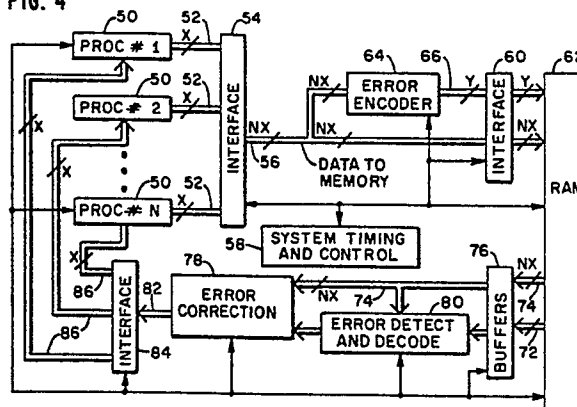 FIG. 4
50
52
54
PROC # 1
X
50
52
64
66
60
62
PROC # 2
X
NX
ERROR ENCODER
Y
INTERFACE
Y
X
X
INTERFACE
NX
NX
NX
50
52
56
DATA TO MEMORY
RAM
PROC # N
X
58
SYSTEM TIMING AND CONTROL
X
78
76
86
82
ERROR CORRECTION
NX
74
80
BUFFERS
NX
74
86
INTERFACE
ERROR DETECT AND DECODE
72
86
84